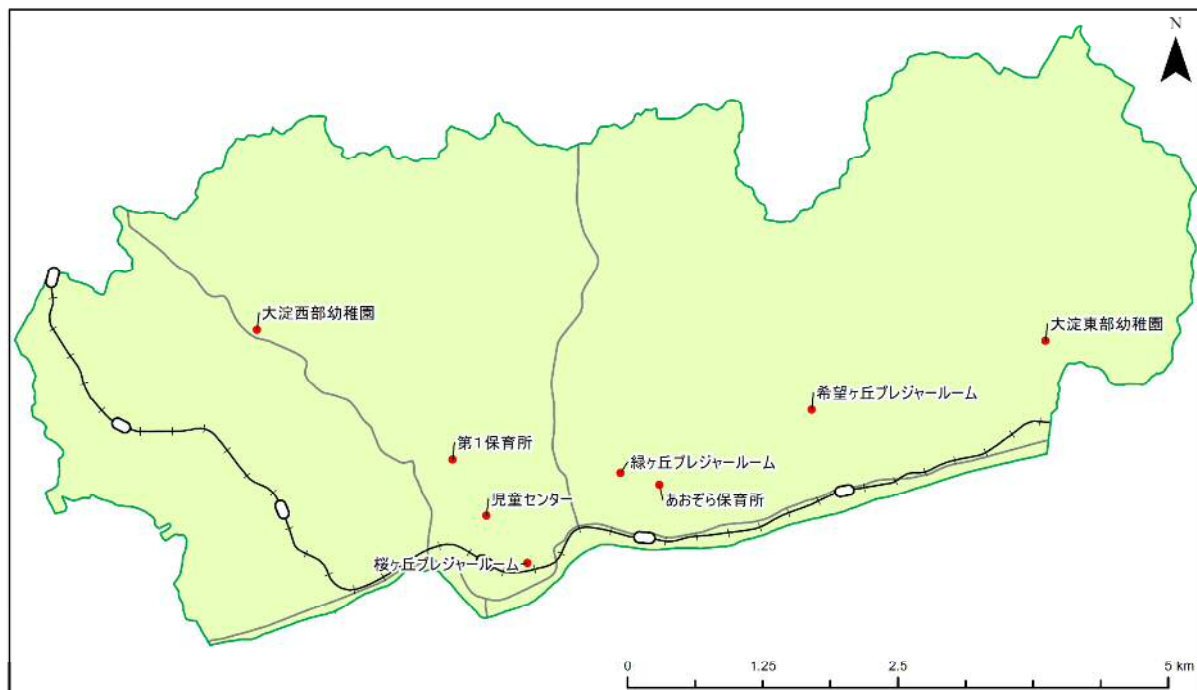 N
大淀西部幼稚園
大淀東部幼稚園
希望ヶ丘プレジャールーム
第1保育所
緑ヶ丘プレジャールーム
あおぞら保育所
児童センター
桜ヶ丘プレジャールーム
0 1.25 2.5 5 km